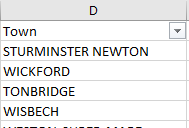 D
Town
STURMINSTER NEWTON
WICKFORD
TONBRIDGE
WISBECH